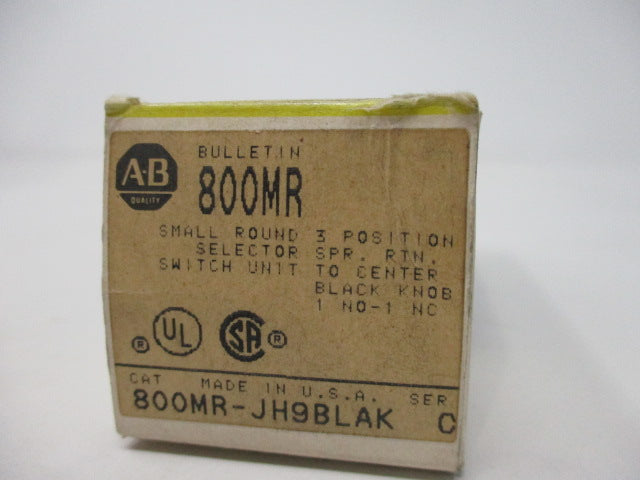 A·B
QUALITY
BULLETIN
800MR
SMALL ROUND 3 POSITION
SELECTOR SPR. RTN.
SWITCH UNIT TO CENTER
BLACK KNOB
1 NO-1 NC
® UL SA ®
CAT MADE IN U.S.A. SER
800MR-JH9BLAK C